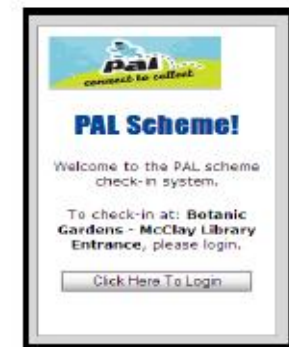 pal
connect to collect
PAL Scheme!
Welcome to the PAL scheme
check-in system.
To check-in at: Botanic
Gardens - McClay Library
Entrance, please login.
Click Here To Login